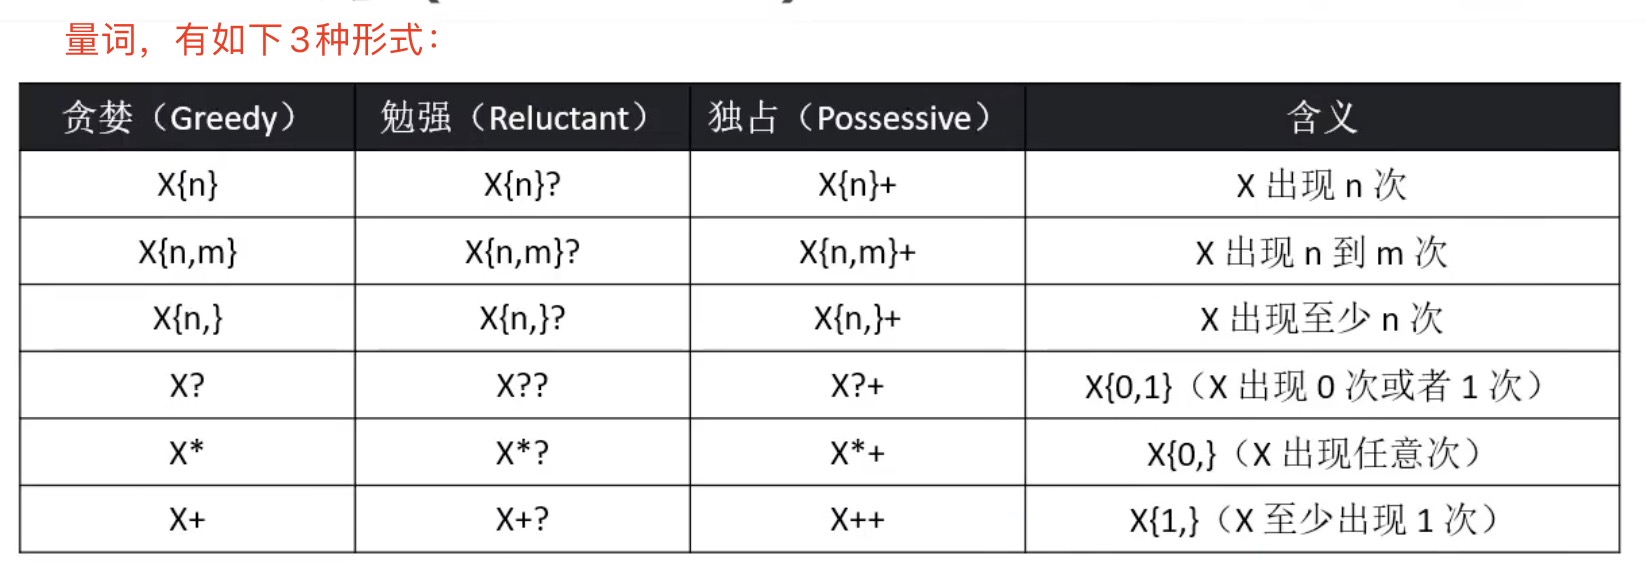 量词，有如下3种形式：
贪婪（Greedy） 勉强（Reluctant） 独占（Possessive） 含义
X{n} X{n}? X{n}+ X 出现 n 次
X{n,m} X{n,m}? X{n,m}+ X 出现 n 到 m 次
X{n,} X{n,}? X{n,}+ X 出现至少 n 次
X? X?? X?+ X{0,1}（X 出现 0 次或者 1 次）
X* X*? X*+ X{0,}（X 出现任意次）
X+ X+? X++ X{1,}（X 至少出现 1 次）